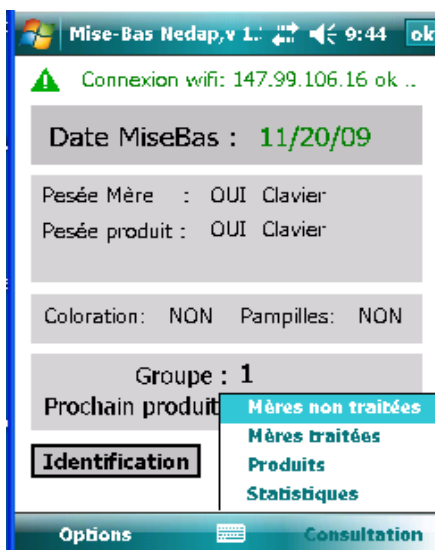 Mise-Bas Nedap,v 1.: 9:44 ok
Connexion wifi: 147.99.106.16 ok ..
Date MiseBas : 11/20/09
Pesée Mère : OUI Clavier
Pesée produit : OUI Clavier
Coloration: NON Pampilles: NON
Groupe : 1
Prochain produit
Mères non traitées
Mères traitées
Identification
Produits
Statistiques
Options Consultation